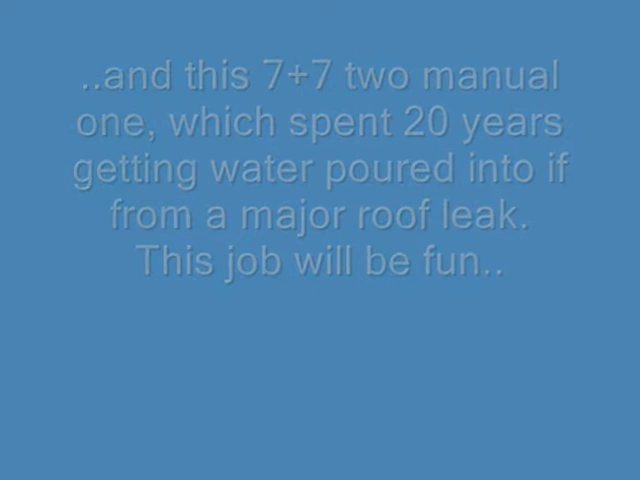 ..and this 7+7 two manual
one, which spent 20 years
getting water poured into if
from a major roof leak.
This job will be fun..